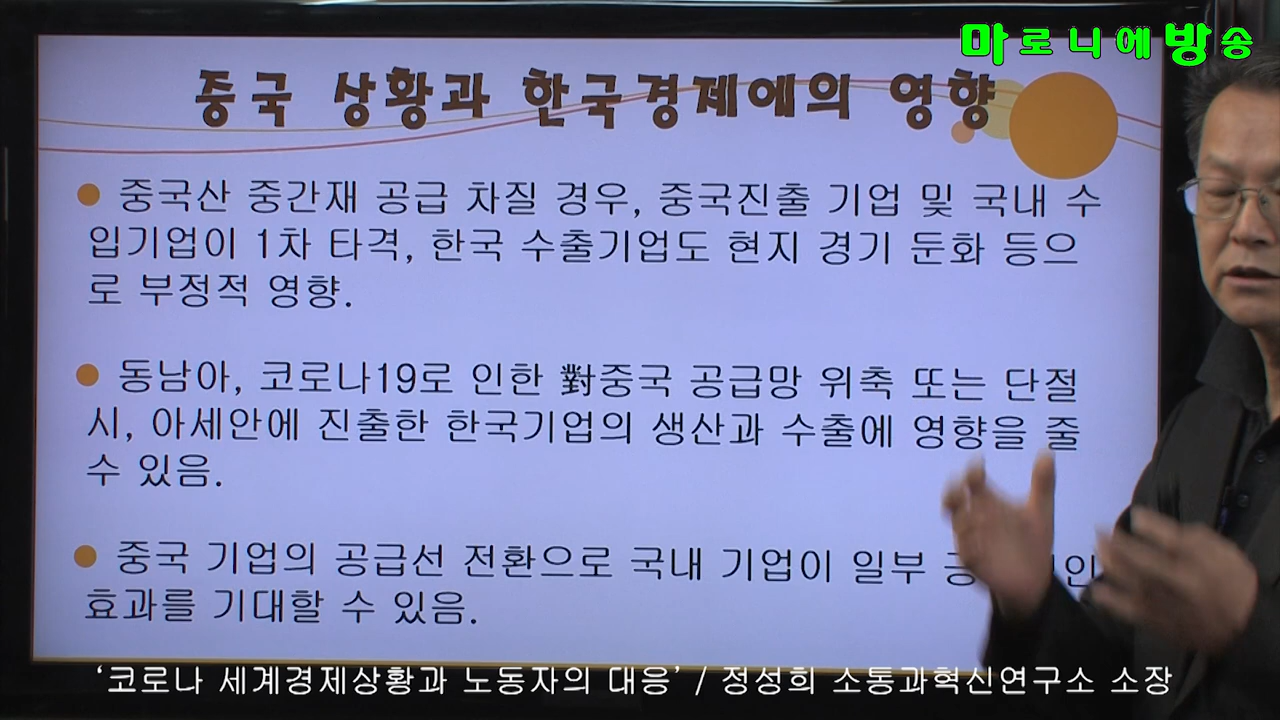 마로니에방송
중국 상황과 한국경제에의 영향
● 중국산 중간재 공급 차질 경우, 중국진출 기업 및 국내 수
입기업이 1차 타격, 한국 수출기업도 현지 경기 둔화 등으
로 부정적 영향.
● 동남아, 코로나19로 인한 對중국 공급망 위축 또는 단절
시, 아세안에 진출한 한국기업의 생산과 수출에 영향을 줄
수 있음.
● 중국 기업의 공급선 전환으로 국내 기업이 일부
효과를 기대할 수 있음.
‘코로나 세계경제상황과 노동자의 대응’ / 정성희 소통과혁신연구소 소장